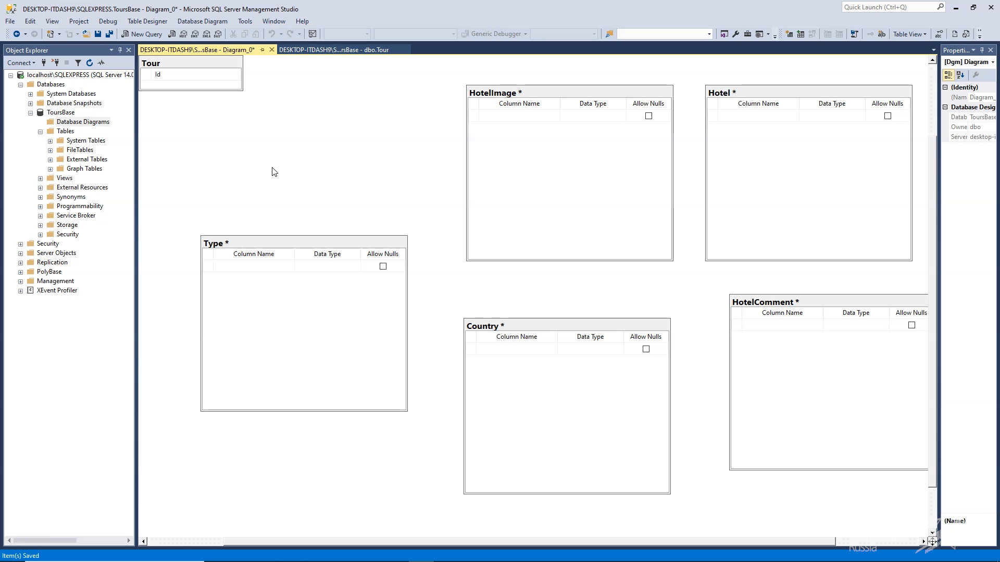 DESKTOP-ITDASH9\SQLEXPRESS.ToursBase - Diagram_0* - Microsoft SQL Server Management Studio
Quick Launch (Ctrl+Q)
File Edit View Project Debug Table Designer Database Diagram Tools Window Help
New Query
MDX DMX XMLA DAX
Generic Debugger
Table View
Object Explorer
DESKTOP-ITDASH9\S...sBase - Diagram_0*
DESKTOP-ITDASH9\S...rsBase - dbo.Tour
Properti...
Connect
[Dgm] Diagram
localhost\SQLEXPRESS (SQL Server 14.0
Databases
System Databases
Database Snapshots
ToursBase
Database Diagrams
Tables
System Tables
FileTables
External Tables
Graph Tables
Views
External Resources
Synonyms
Programmability
Service Broker
Storage
Security
Security
Server Objects
Replication
PolyBase
Management
XEvent Profiler
Tour
Id
HotelImage *
Column Name Data Type Allow Nulls
Hotel *
Column Name Data Type Allow Nulls
Type *
Column Name Data Type Allow Nulls
Country *
Column Name Data Type Allow Nulls
HotelComment *
Column Name Data Type Allow Nulls
(Identity)
(Nam Diagram_
Database Desig
Datab ToursBase
Owne dbo
Server desktop-i
(Name)
Russia
Item(s) Saved